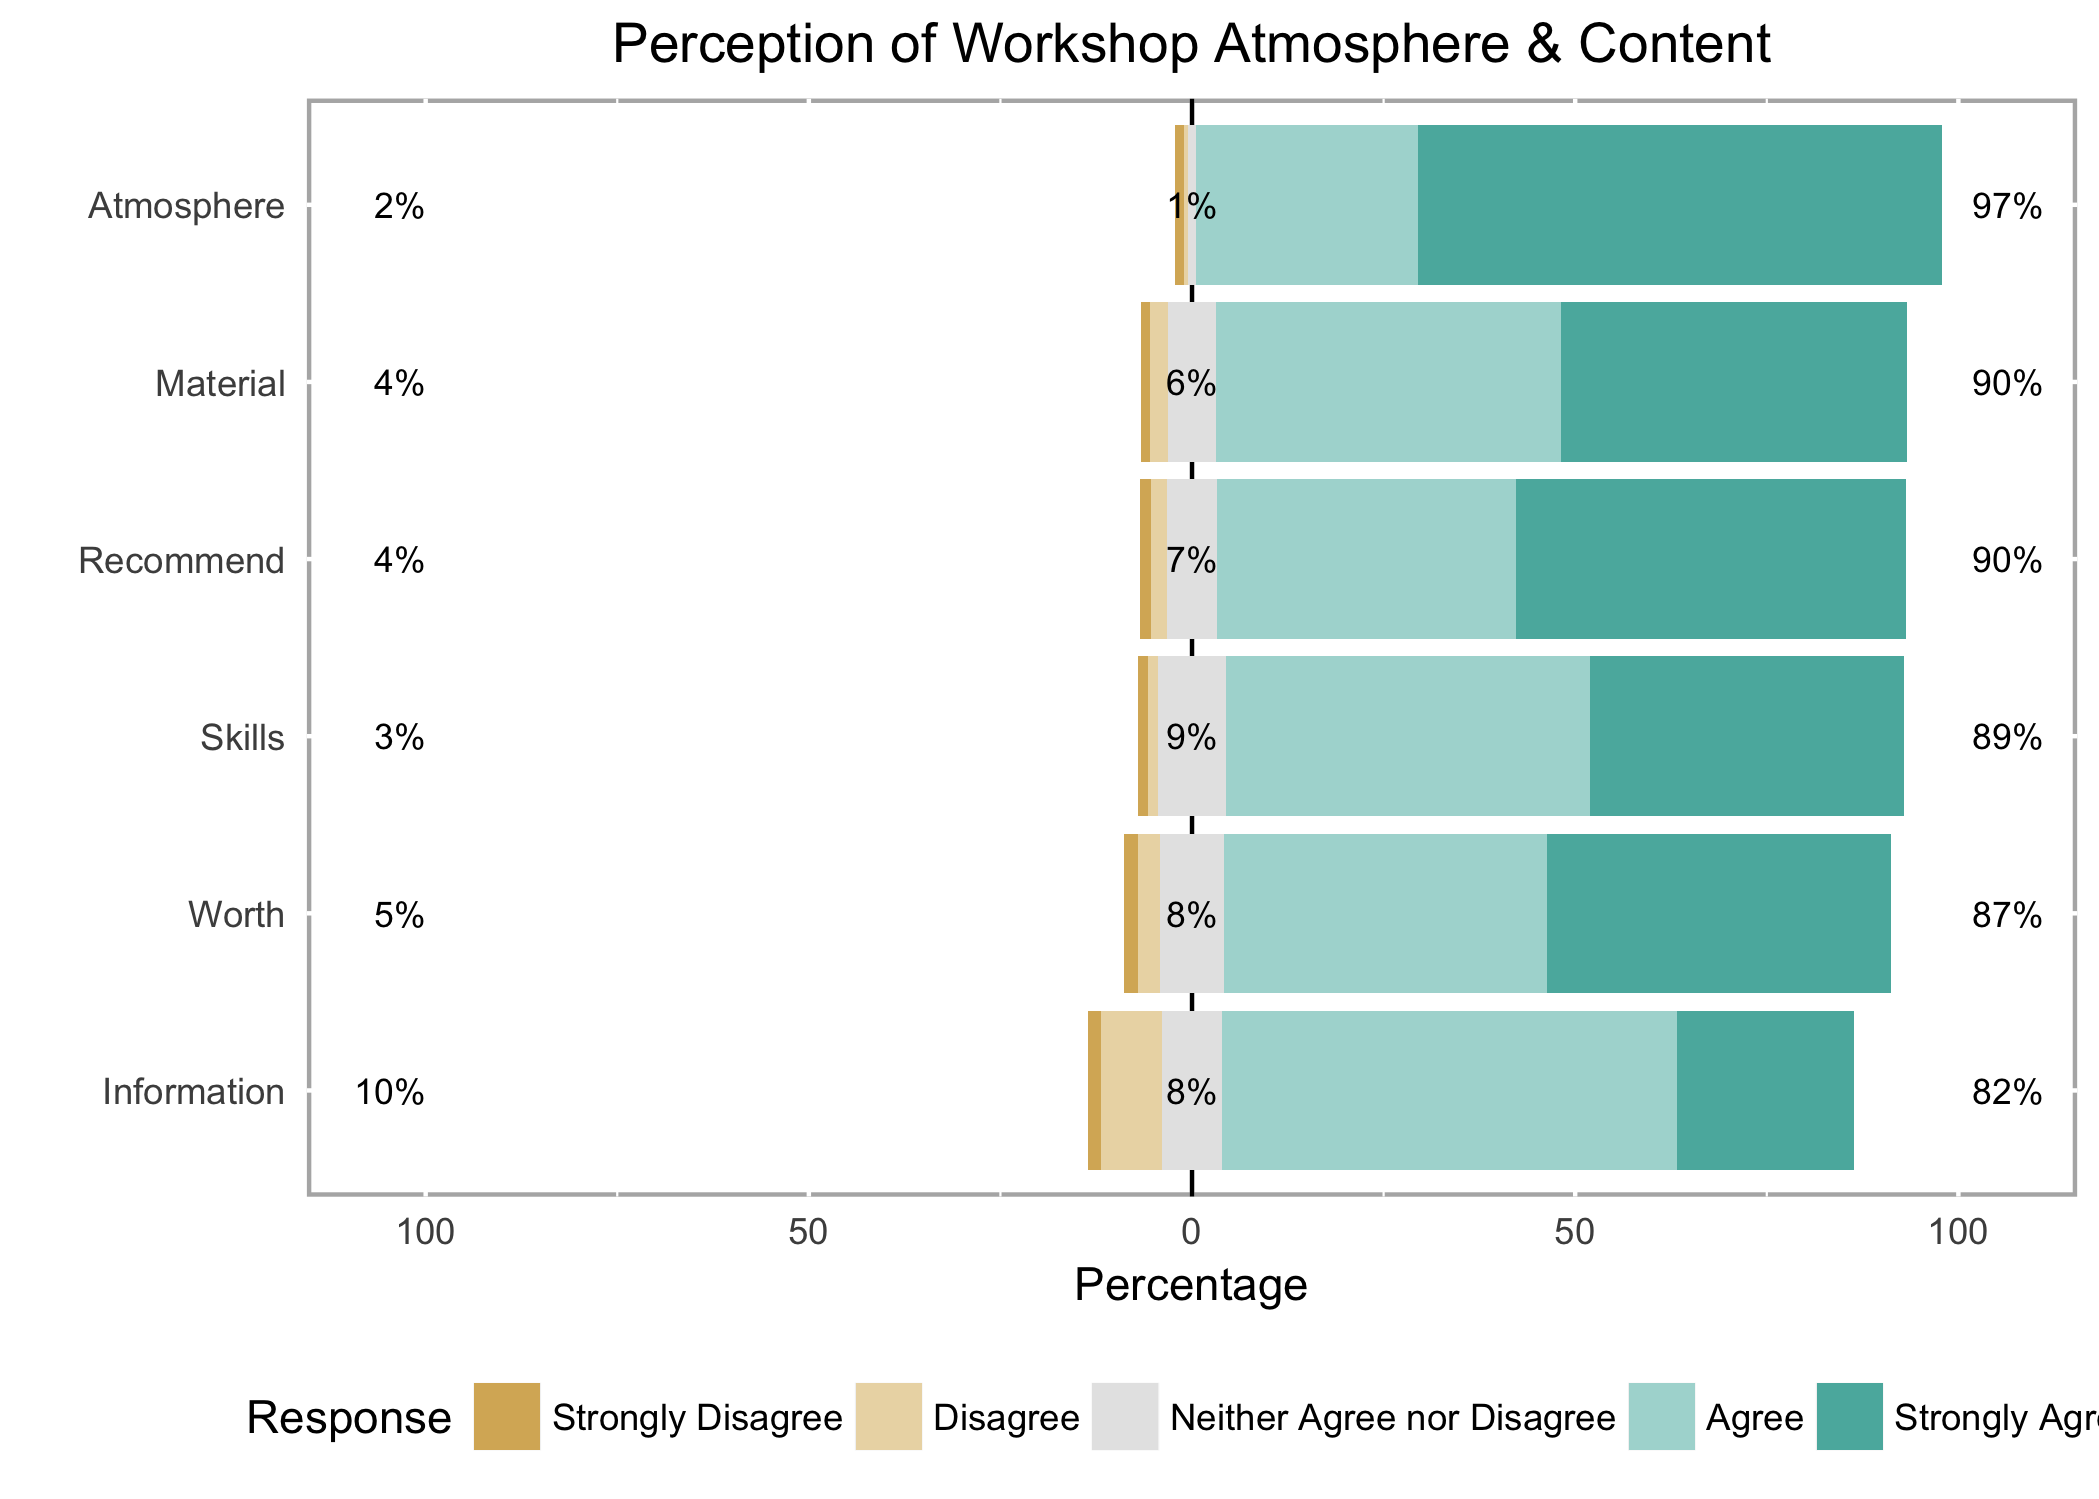 Perception of Workshop Atmosphere & Content
Atmosphere 2% 1% 97%
Material 4% 6% 90%
Recommend 4% 7% 90%
Skills 3% 9% 89%
Worth 5% 8% 87%
Information 10% 8% 82%
100 50 0 50 100
Percentage
Response Strongly Disagree Disagree Neither Agree nor Disagree Agree Strongly Agr